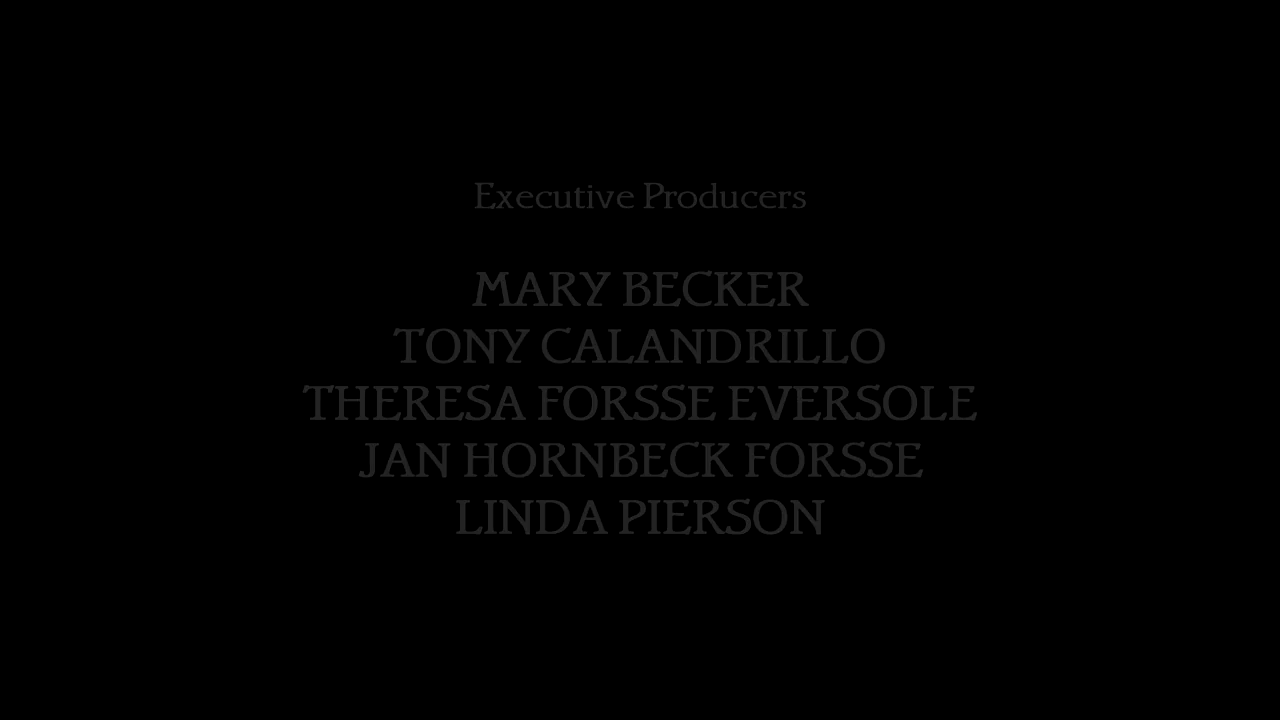 Executive Producers
MARY BECKER
TONY CALANDRILLO
THERESA FORSSE EVERSOLE
JAN HORNBECK FORSSE
LINDA PIERSON